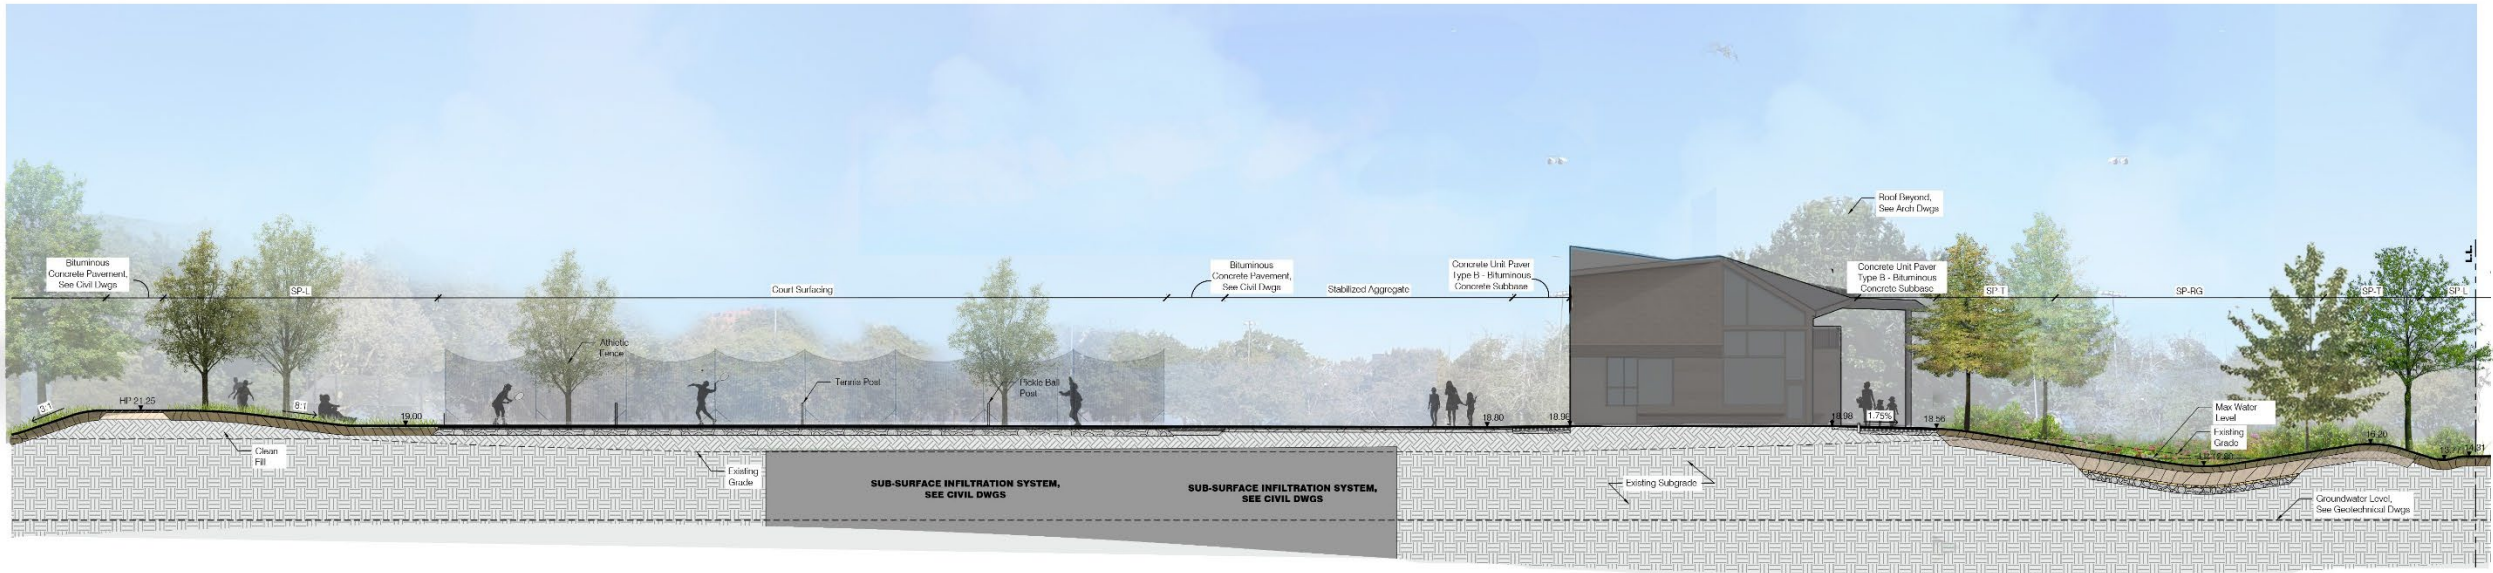 Roof Beyond,
See Arch Dwgs
Bituminous
Concrete Pavement,
See Civil Dwgs
SP-L
Court Surfacing
Bituminous
Concrete Pavement,
See Civil Dwgs
Stabilized Aggregate
Concrete Unit Paver
Type B - Bituminous
Concrete Subbase
Concrete Unit Paver
Type B - Bituminous
Concrete Subbase
SP-T
SP-RG
SP-T
SP-L
Athletic
Fence
Tennis Post
Pickle Ball
Post
3:1
HP 21.25
8:1
19.00
18.80
18.98
18.98
1.75%
18.56
Max Water
Level
Existing
Grade
16.20
Clean
Fill
Existing
Grade
SUB-SURFACE INFILTRATION SYSTEM,
SEE CIVIL DWGS
SUB-SURFACE INFILTRATION SYSTEM,
SEE CIVIL DWGS
Existing Subgrade
Groundwater Level,
See Geotechnical Dwgs